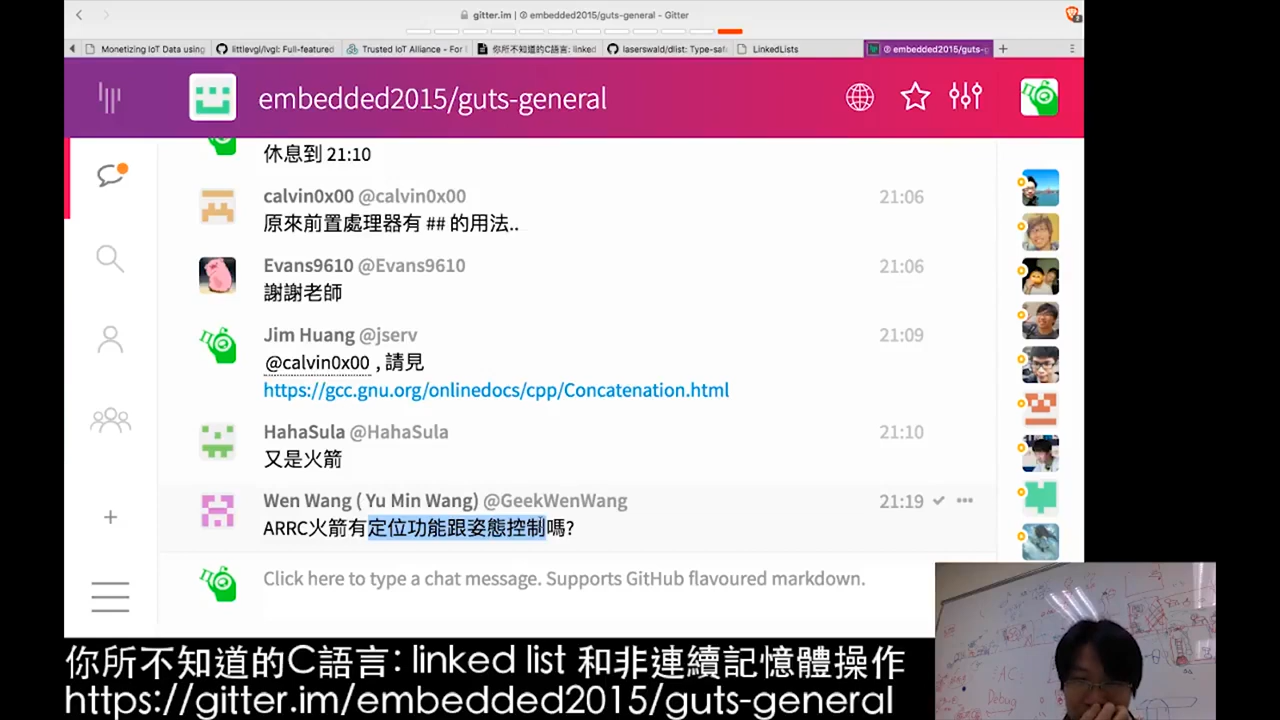 gitter.im | ② embedded2015/guts-general - Gitter
Monetizing IoT Data using
littlevgl/lvgl: Full-featured
Trusted IoT Alliance - For I
你所不知道的C語言: linked
laserswald/dlist: Type-safe
LinkedLists
② embedded2015/guts-g
embedded2015/guts-general
休息到 21:10
calvin0x00 @calvin0x00 21:06
原來前置處理器有 ## 的用法..
Evans9610 @Evans9610 21:06
謝謝老師
Jim Huang @jserv 21:09
@calvin0x00 , 請見
https://gcc.gnu.org/onlinedocs/cpp/Concatenation.html
HahaSula @HahaSula 21:10
又是火箭
Wen Wang ( Yu Min Wang) @GeekWenWang 21:19
ARRC火箭有定位功能跟姿態控制嗎?
Click here to type a chat message. Supports GitHub flavoured markdown.
你所不知道的C語言: linked list 和非連續記憶體操作
https://gitter.im/embedded2015/guts-general
Debug